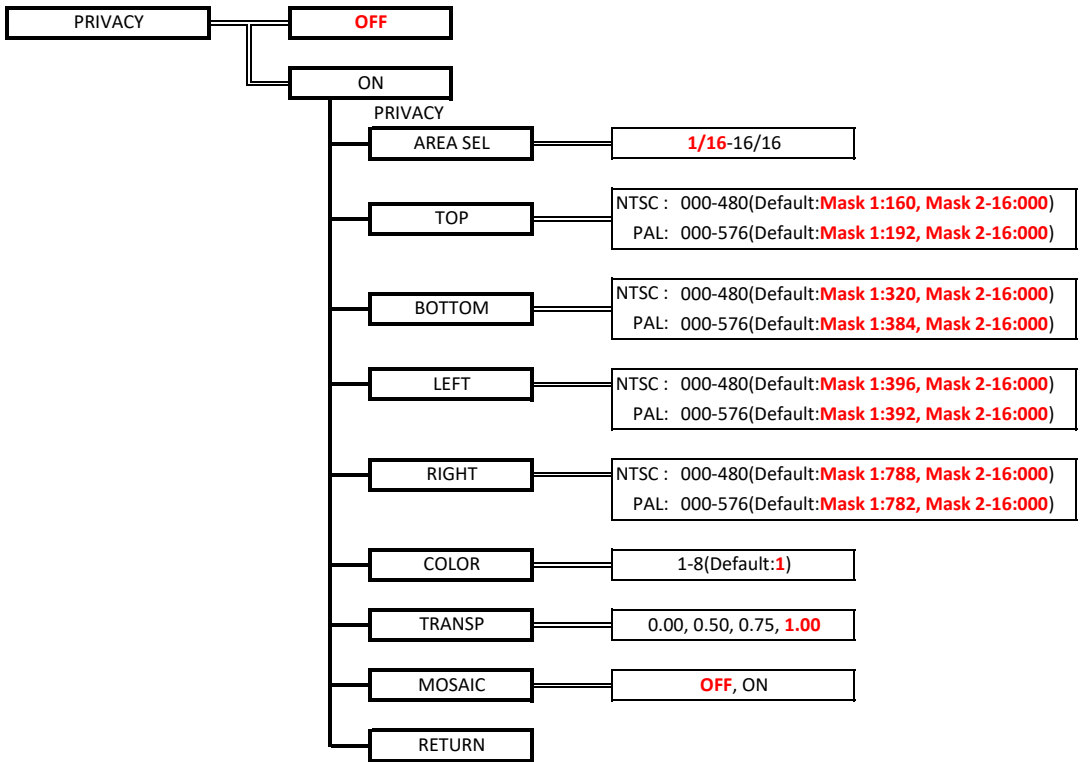 PRIVACY
OFF
ON
PRIVACY
AREA SEL
1/16-16/16
TOP
NTSC : 000-480(Default:Mask 1:160, Mask 2-16:000)
PAL: 000-576(Default:Mask 1:192, Mask 2-16:000)
BOTTOM
NTSC : 000-480(Default:Mask 1:320, Mask 2-16:000)
PAL: 000-576(Default:Mask 1:384, Mask 2-16:000)
LEFT
NTSC : 000-480(Default:Mask 1:396, Mask 2-16:000)
PAL: 000-576(Default:Mask 1:392, Mask 2-16:000)
RIGHT
NTSC : 000-480(Default:Mask 1:788, Mask 2-16:000)
PAL: 000-576(Default:Mask 1:782, Mask 2-16:000)
COLOR
1-8(Default:1)
TRANSP
0.00, 0.50, 0.75, 1.00
MOSAIC
OFF, ON
RETURN